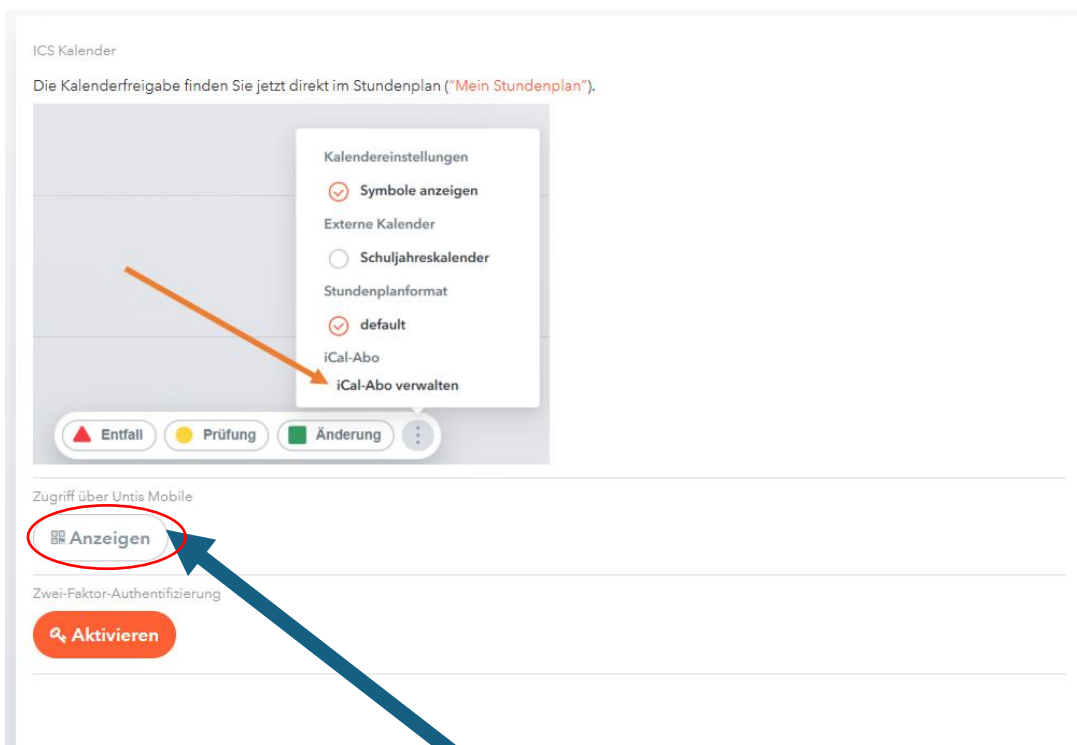 ICS Kalender
Die Kalenderfreigabe finden Sie jetzt direkt im Stundenplan ("Mein Stundenplan").
Kalendereinstellungen
Symbole anzeigen
Externe Kalender
Schuljahreskalender
Stundenplanformat
default
iCal-Abo
iCal-Abo verwalten
Entfall Prüfung Änderung
Zugriff über Untis Mobile
Anzeigen
Zwei-Faktor-Authentifizierung
Aktivieren